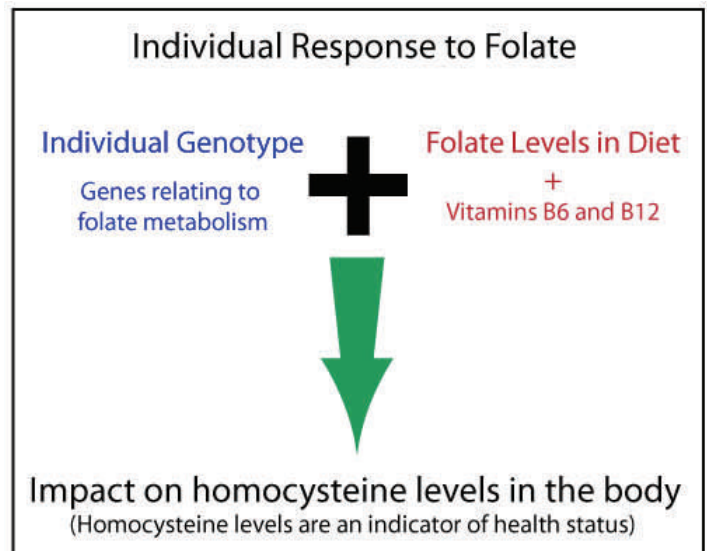 Individual Response to Folate
Individual Genotype
Genes relating to
folate metabolism
Folate Levels in Diet
+
Vitamins B6 and B12
Impact on homocysteine levels in the body
(Homocysteine levels are an indicator of health status)